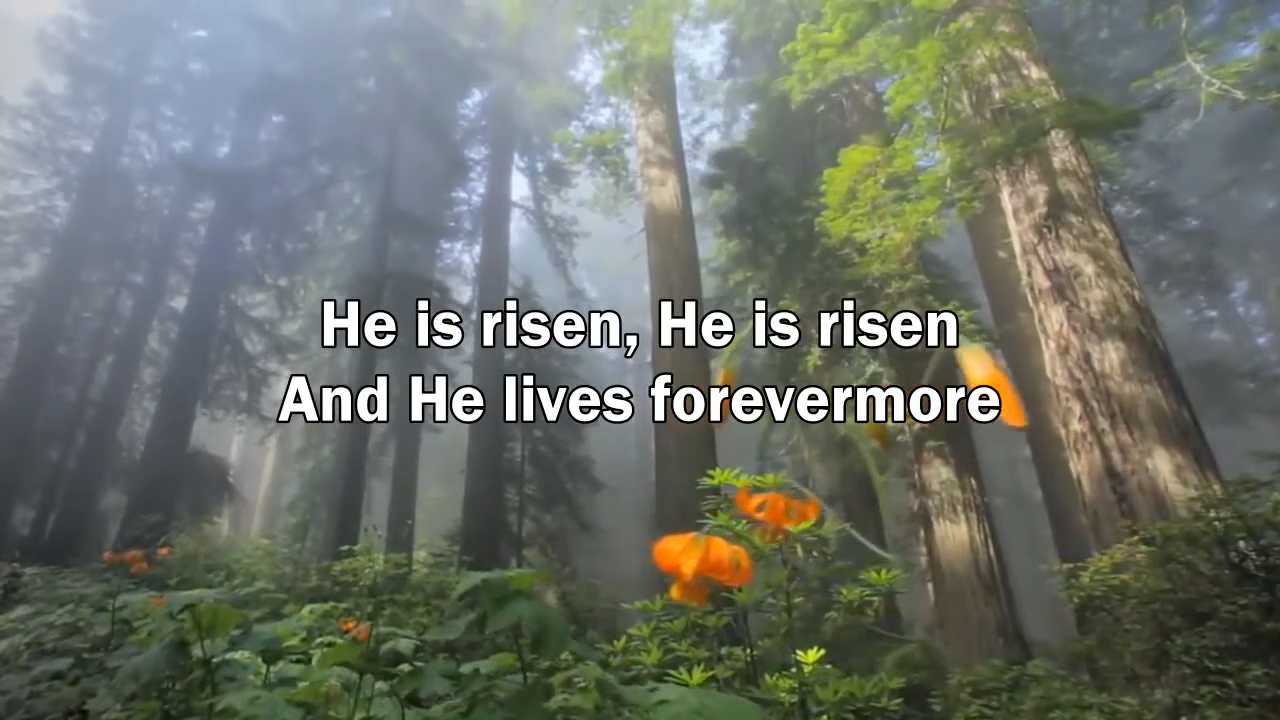 He is risen, He is risen
And He lives forevermore